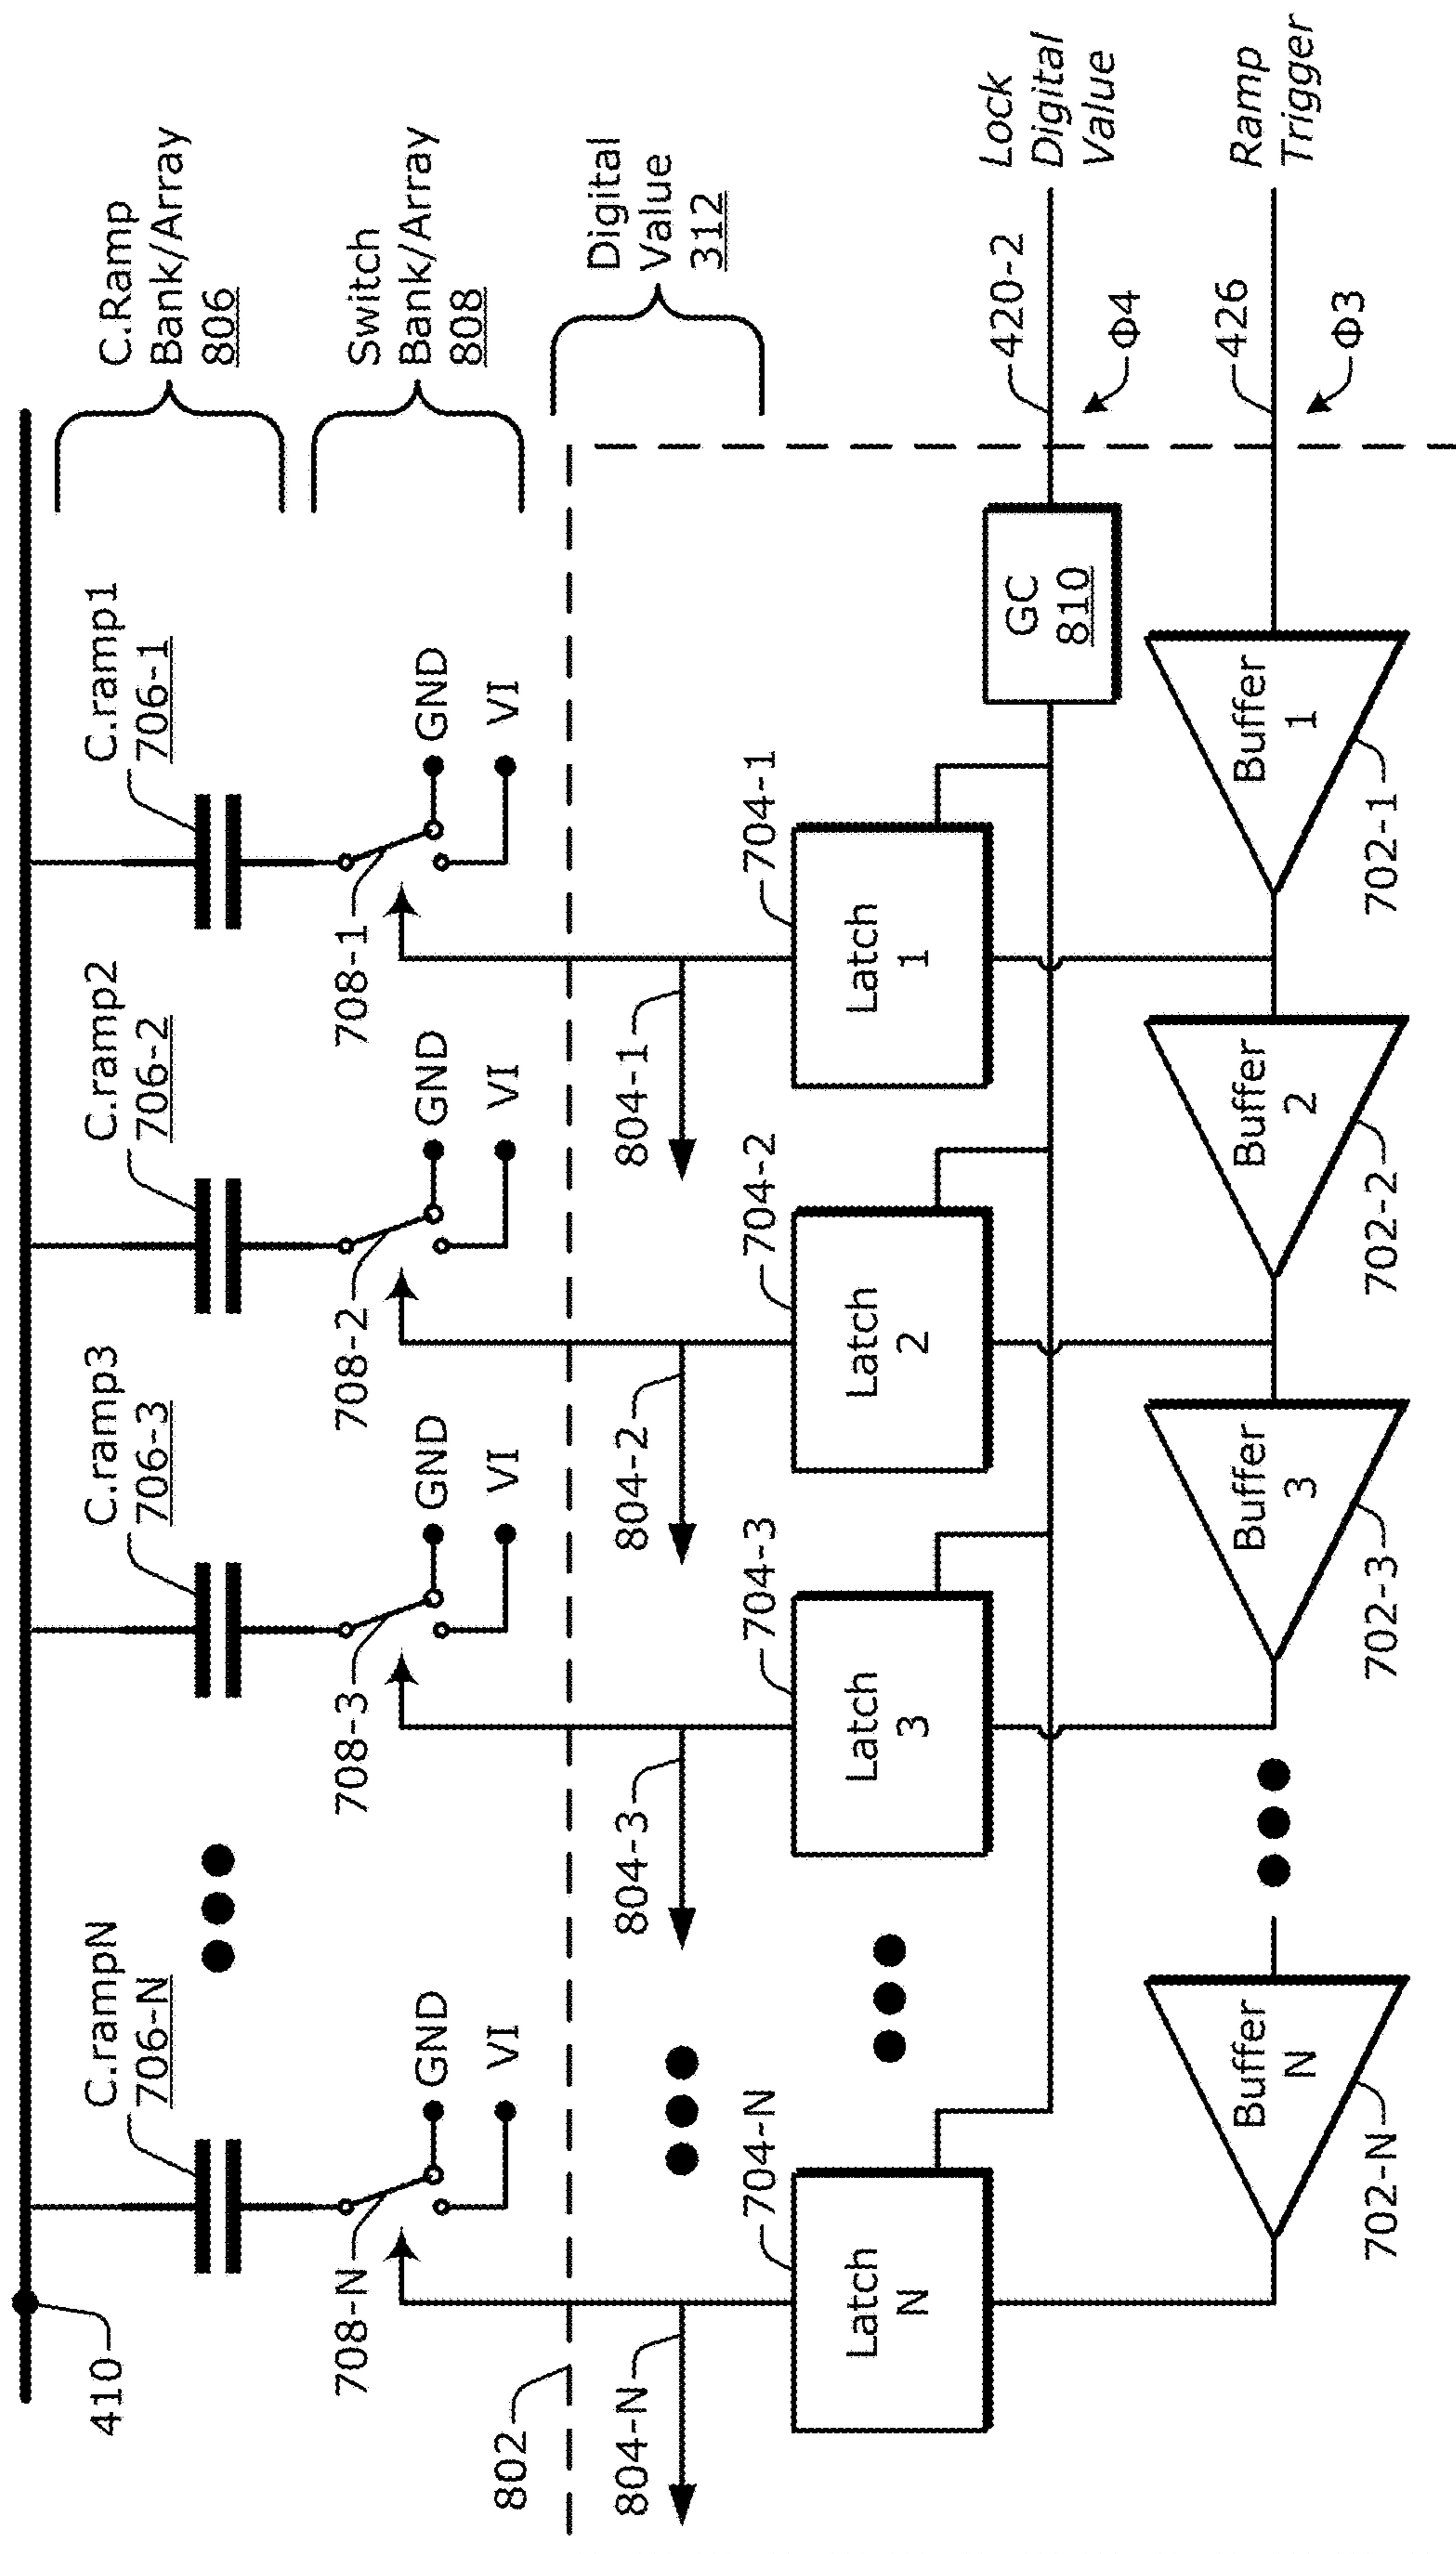 410
C.rampN
706-N
C.ramp3
706-3
C.ramp2
706-2
C.ramp1
706-1
C.Ramp
Bank/Array
806
708-N
GND
VI
708-3
GND
VI
708-2
GND
VI
708-1
GND
VI
Switch
Bank/Array
808
802
804-N
804-3
804-2
804-1
Digital
Value
312
704-N
704-3
704-2
704-1
Latch
N
Latch
3
Latch
2
Latch
1
GC
810
420-2
Φ4
Lock
Digital
Value
Buffer
N
Buffer
3
Buffer
2
Buffer
1
702-N
702-3
702-2
702-1
426
Φ3
Ramp
Trigger